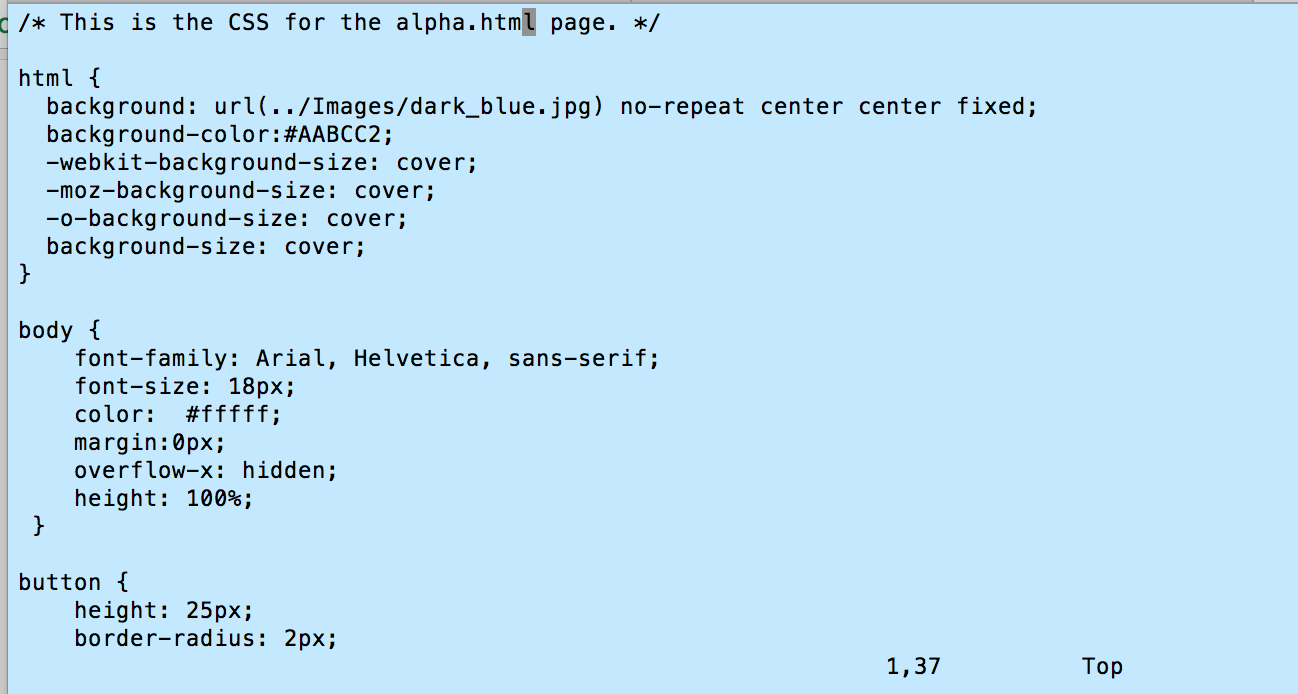 /* This is the CSS for the alpha.html page. */

html {
  background: url(../Images/dark_blue.jpg) no-repeat center center fixed;
  background-color:#AABCC2;
  -webkit-background-size: cover;
  -moz-background-size: cover;
  -o-background-size: cover;
  background-size: cover;
}

body {
    font-family: Arial, Helvetica, sans-serif;
    font-size: 18px;
    color:  #fffff;
    margin:0px;
    overflow-x: hidden;
    height: 100%;
 }

button {
    height: 25px;
    border-radius: 2px;
1,37          Top